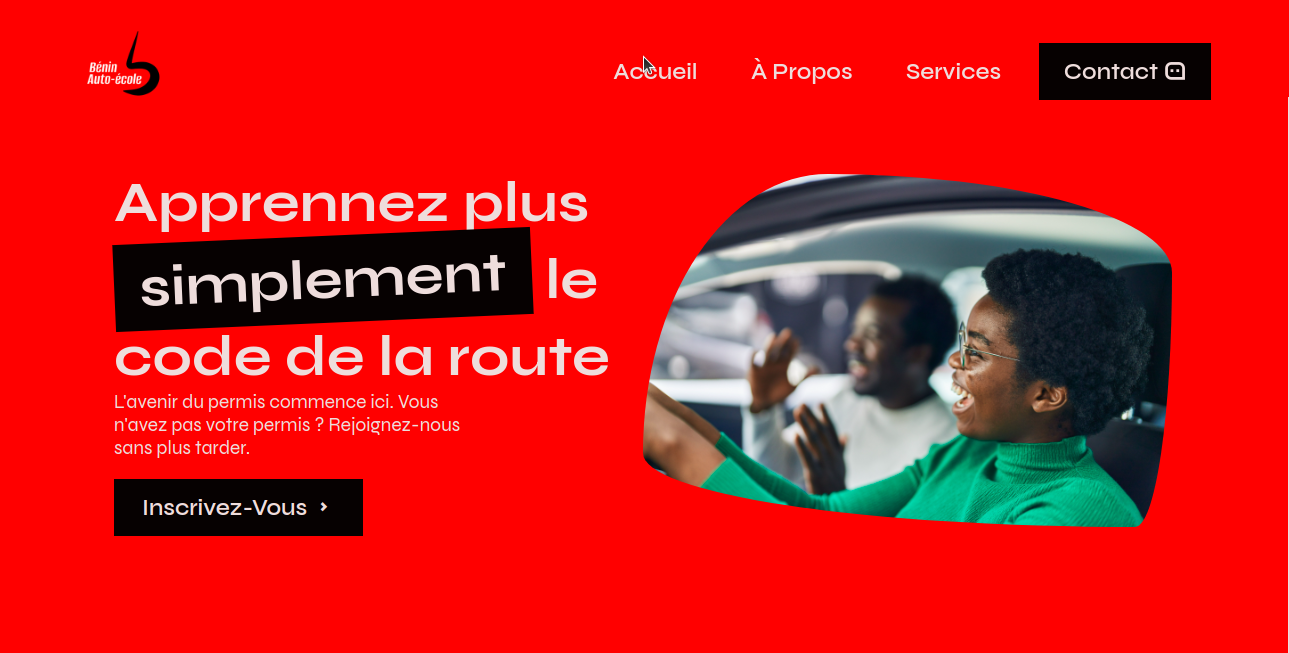 Bénin
Auto-école
Accueil
À Propos
Services
Contact
Apprennez plus
simplement le
code de la route
L'avenir du permis commence ici. Vous
n'avez pas votre permis ? Rejoignez-nous
sans plus tarder.
Inscrivez-Vous